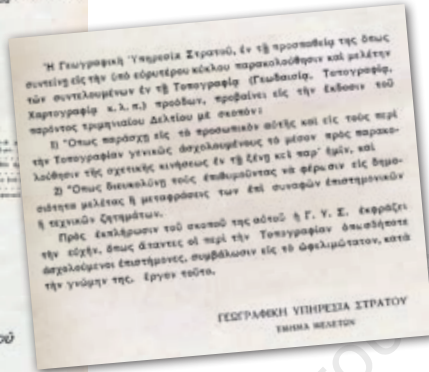 Ἡ Γεωγραφικὴ Ὑπηρεσία Στρατοῦ, ἐν τῇ προσπαθείᾳ της ὅπως
συντείνῃ εἰς τὴν ὑπὸ εὐρυτέρου κύκλου παρακολούθησιν καὶ μελέτην
τῶν συντελουμένων ἐν τῇ Τοπογραφίᾳ (Γεωδαισίᾳ, Τοπογραφίᾳ,
Χαρτογραφίᾳ κ.λ.π.) προόδων, προβαίνει εἰς τὴν ἔκδοσιν τοῦ
παρόντος τριμηνιαίου Δελτίου μὲ σκοπόν:
1) Ὅπως παράσχῃ εἰς τὸ προσωπικὸν αὐτῆς καὶ εἰς τοὺς περὶ
τὴν Τοπογραφίαν γενικῶς ἀσχολουμένους τὸ μέσον πρὸς παρακο-
λούθησιν τῆς σχετικῆς κινήσεως ἐν τῇ ξένῃ καὶ παρ' ἡμῖν, καὶ
2) Ὅπως διευκολύνῃ τοὺς ἐπιθυμοῦντας νὰ φέρωσιν εἰς δημο-
σιότητα μελέτας ἢ μεταφράσεις των ἐπὶ συναφῶν ἐπιστημονικῶν
ἢ τεχνικῶν ζητημάτων.
Πρὸς ἐκπλήρωσιν τοῦ σκοποῦ της αὐτοῦ ἡ Γ. Υ. Σ. ἐκφράζει
τὴν εὐχήν, ὅπως ἅπαντες οἱ περὶ τὴν Τοπογραφίαν ὁπωσδήποτε
ἀσχολούμενοι ἐπιστήμονες, συμβάλωσιν εἰς τὸ ὠφελιμώτατον, κατὰ
τὴν γνώμην της, ἔργον τοῦτο.
ΓΕΩΓΡΑΦΙΚΗ ΥΠΗΡΕΣΙΑ ΣΤΡΑΤΟΥ
ΤΜΗΜΑ ΜΕΛΕΤΩΝ